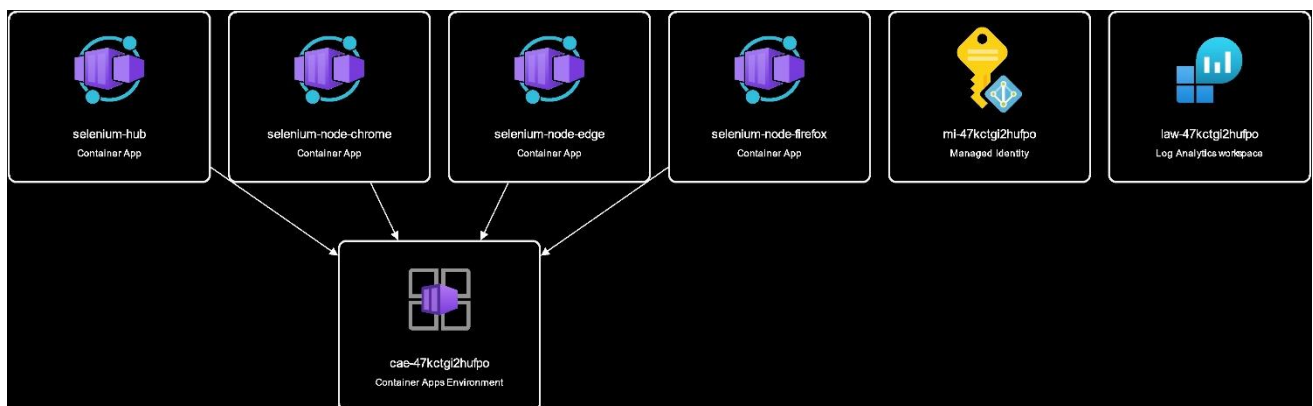 selenium-hub
Container App
selenium-node-chrome
Container App
selenium-node-edge
Container App
selenium-node-firefox
Container App
mi-47kctgi2hufpo
Managed Identity
law-47kctgi2hufpo
Log Analytics workspace
cae-47kctgi2hufpo
Container Apps Environment